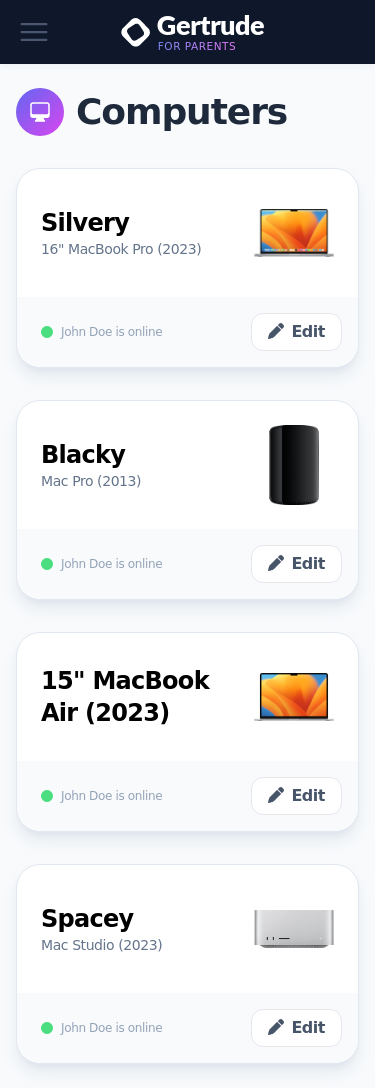 Gertrude
FOR PARENTS
Computers
Silvery
16" MacBook Pro (2023)
John Doe is online
Edit
Blacky
Mac Pro (2013)
John Doe is online
Edit
15" MacBook
Air (2023)
John Doe is online
Edit
Spacey
Mac Studio (2023)
John Doe is online
Edit